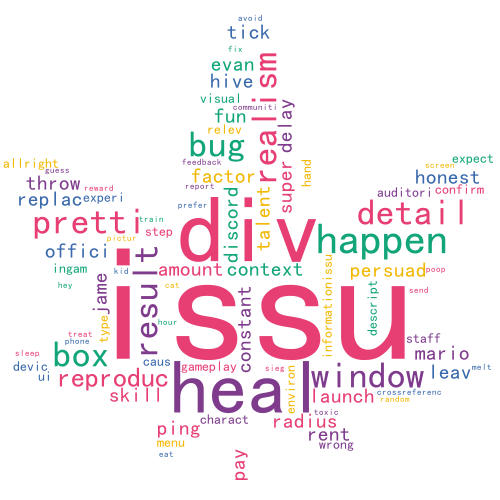 avoid
tick
fix
evan
realism
hive
visual
communiti
fun
delay
relev
bug
super
feedback
expect
screen
allright
guess
factor
talent
hand
honest
throw
reward
report
auditori
confirm
replac
experi
prefer
discord
detail
pretti
train
div
happen
pictur
step
offici
result
context
informationissu
persuad
poop
ingam
kid
amount
cat
hey
jame
issu
constant
descript
send
type
hour
treat
phone
staff
sleep
box
mario
devic
ui
caus
gameplay
sieg
environ
window
leav
melt
reproduc
heal
crossreferenc
skill
launch
random
charact
toxic
ping
radius
rent
menu
wrong
eat
pay